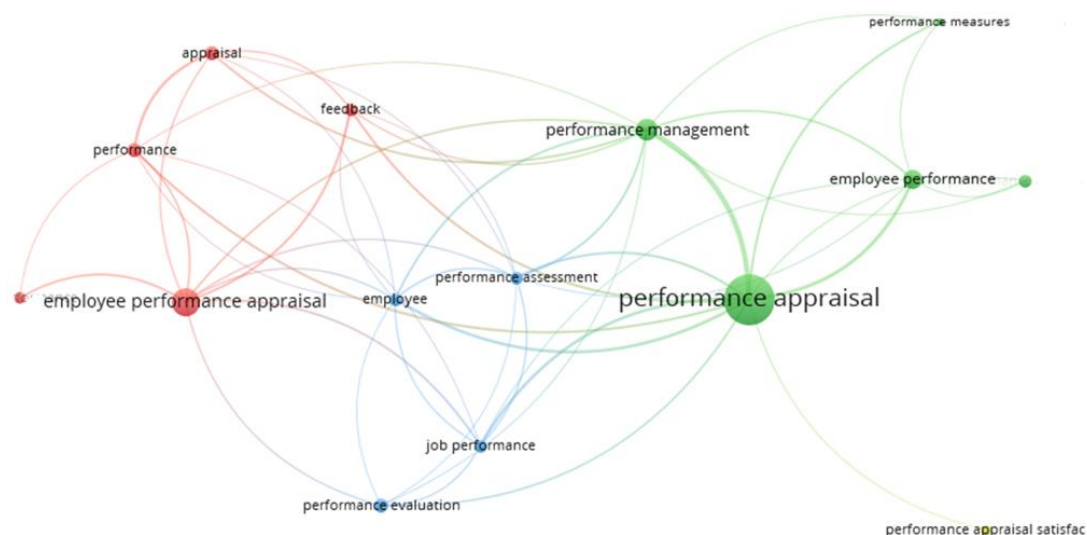 performance measures
appraisal
feedback
performance management
performance
employee performance
performance assessment
employee performance appraisal
employee
performance appraisal
job performance
performance evaluation
performance appraisal satisfac